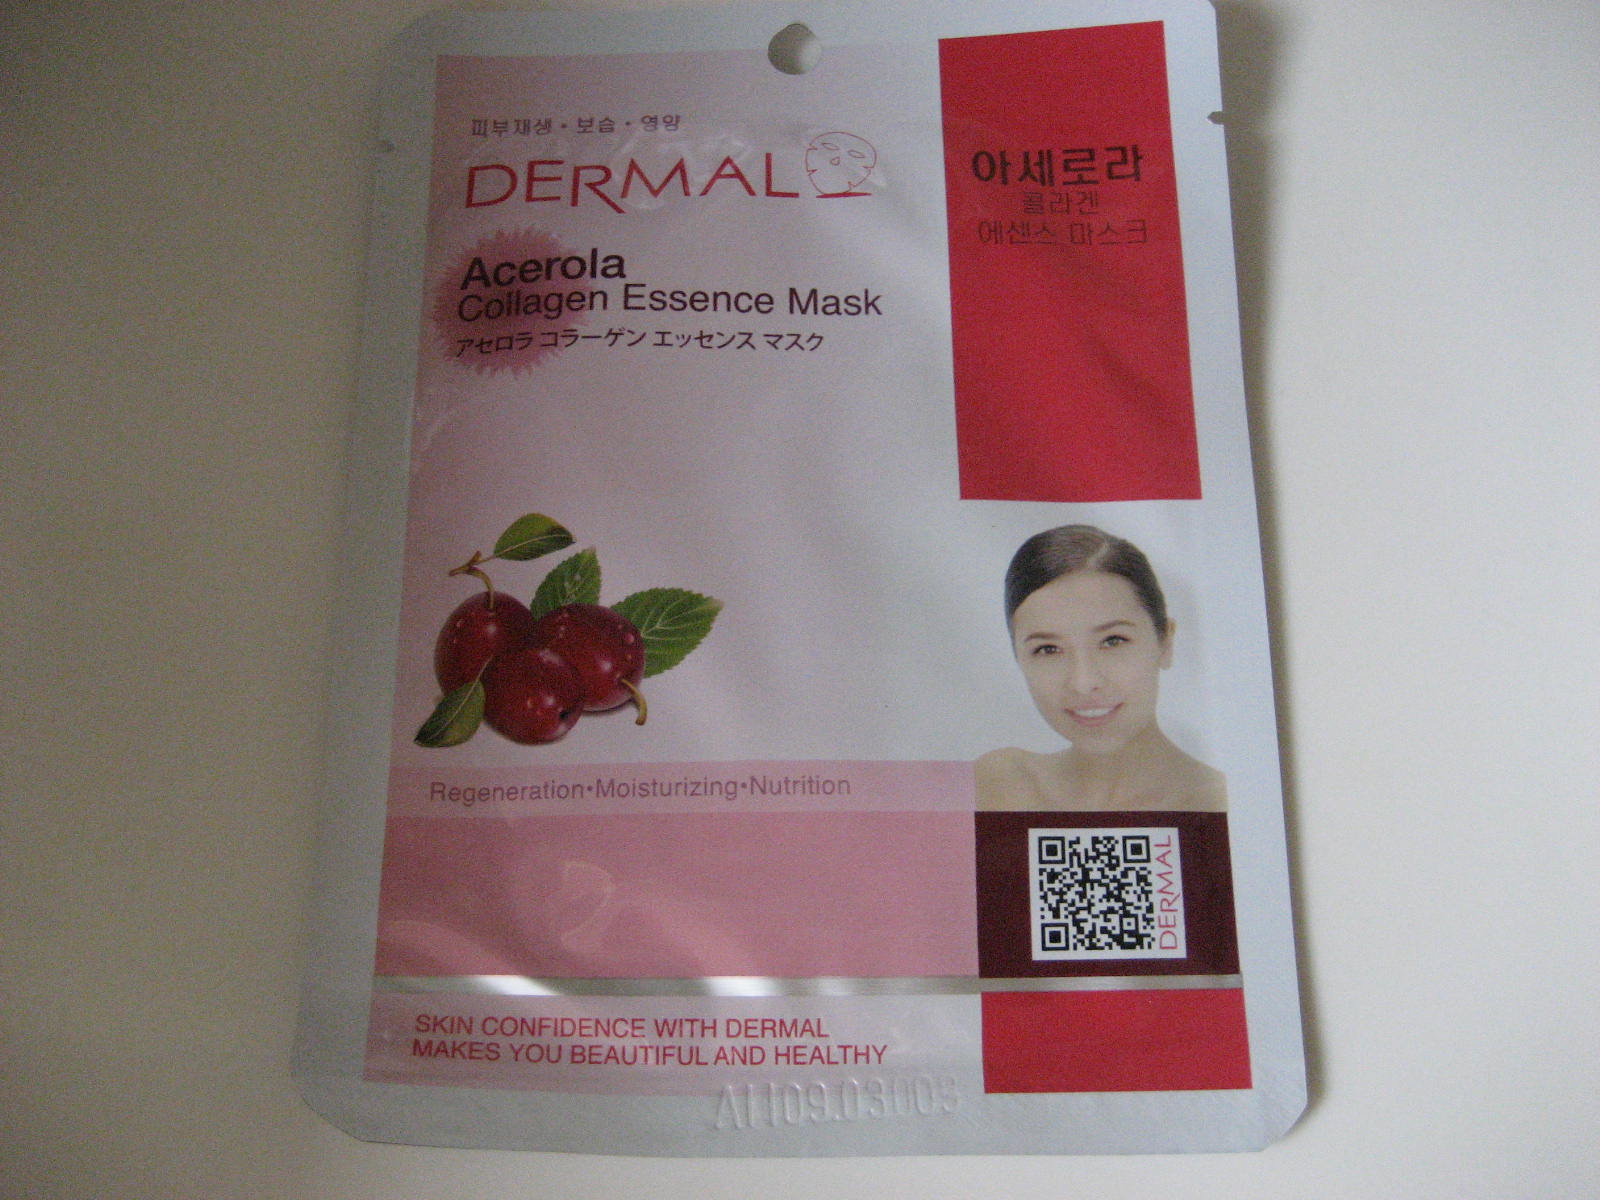 피부재생·보습·영양
DERMAL
Acerola
Collagen Essence Mask
アセロラ コラーゲン エッセンス マスク
아세로라
콜라겐
에센스 마스크
Regeneration·Moisturizing·Nutrition
DERMAL
SKIN CONFIDENCE WITH DERMAL
MAKES YOU BEAUTIFUL AND HEALTHY